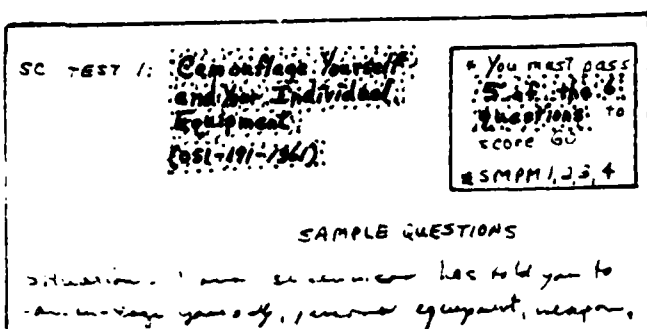 SC TEST 1: Camouflage Yourself
and Your Individual
Equipment
(051-191-1361)
* You must pass
5 of the 6
questions to
score GO
* SMPM 1,2,3,4
SAMPLE QUESTIONS
Situation. has told you to
yourself, personal equipment, weapon,